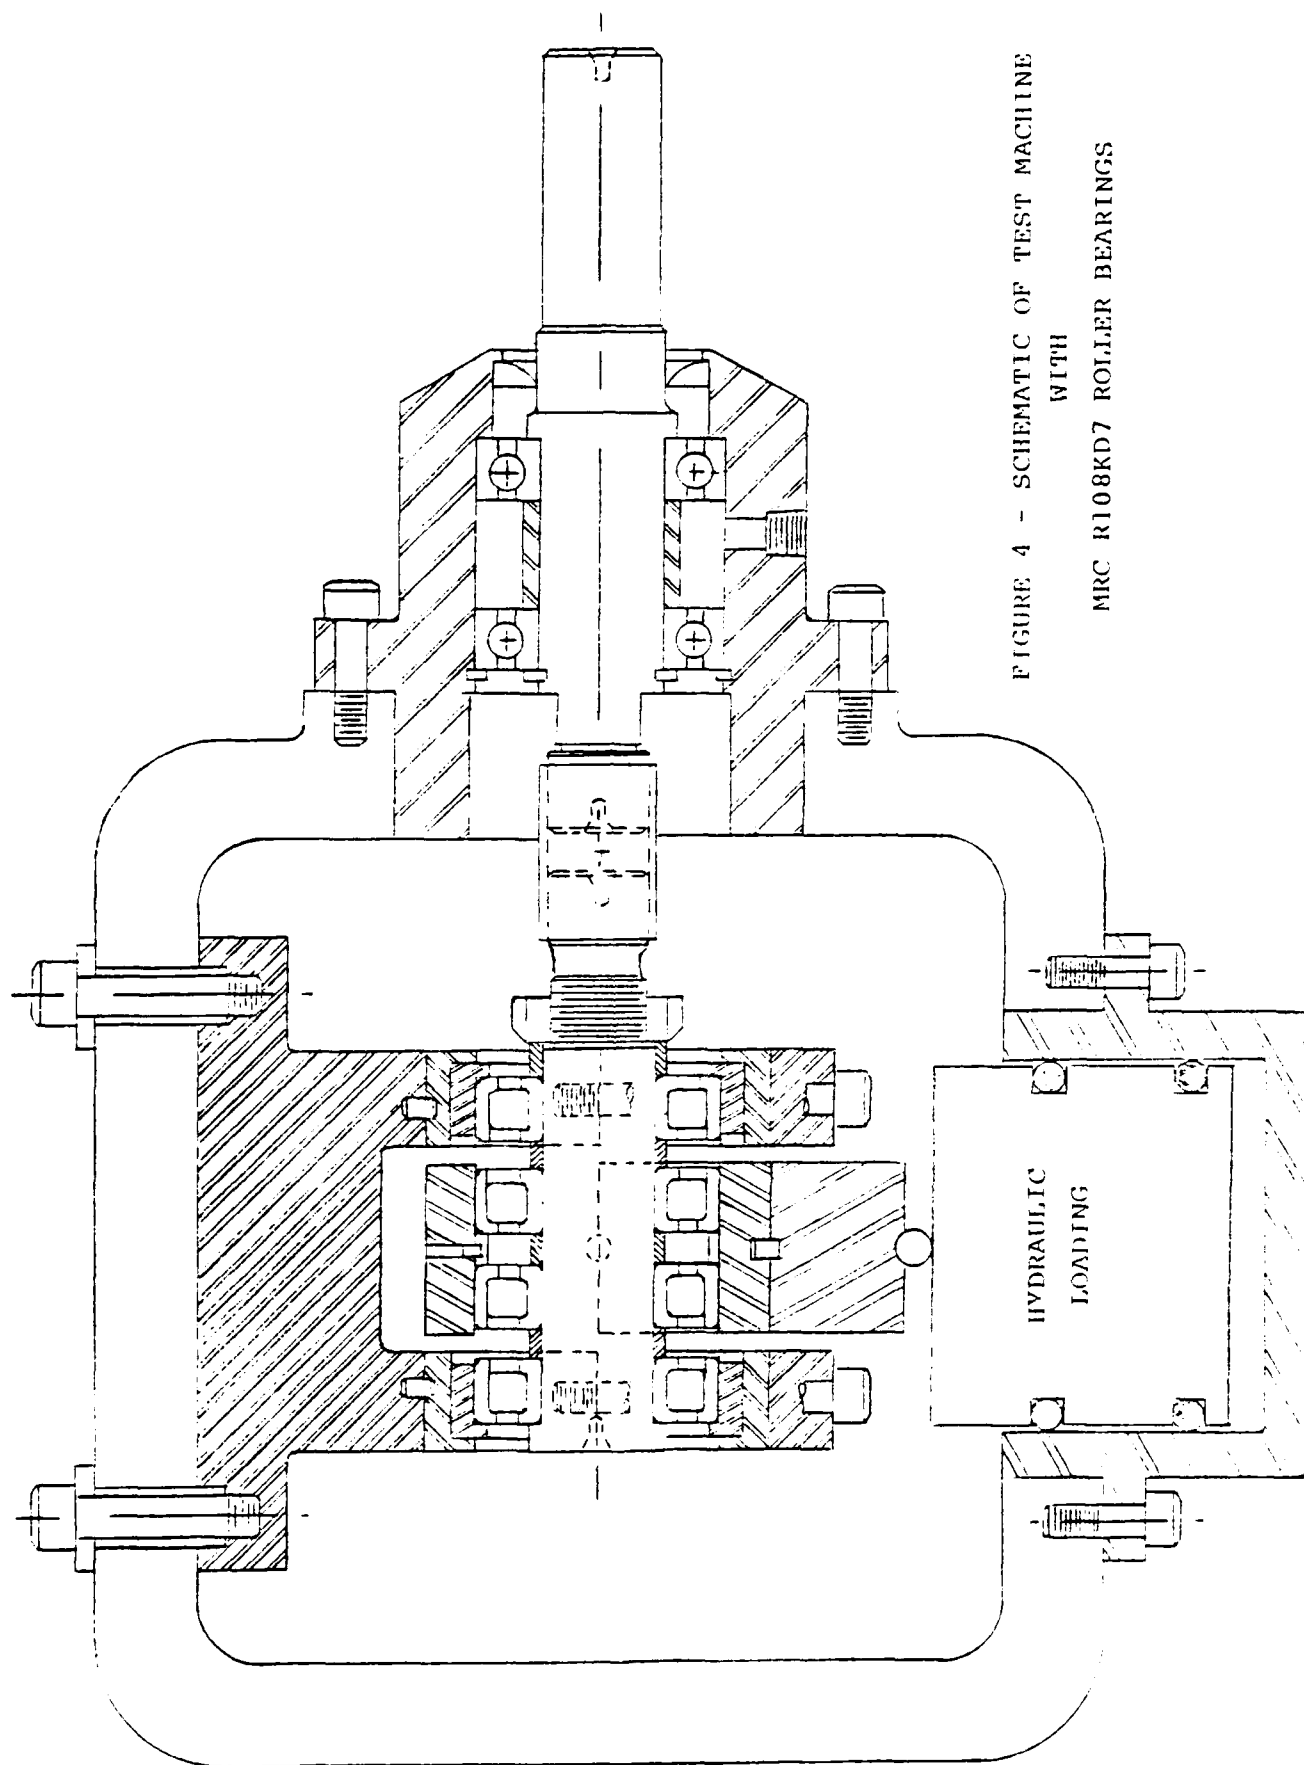 FIGURE 4 - SCHEMATIC OF TEST MACHINE
WITH
MRC R108KD7 ROLLER BEARINGS
HYDRAULIC
LOADING